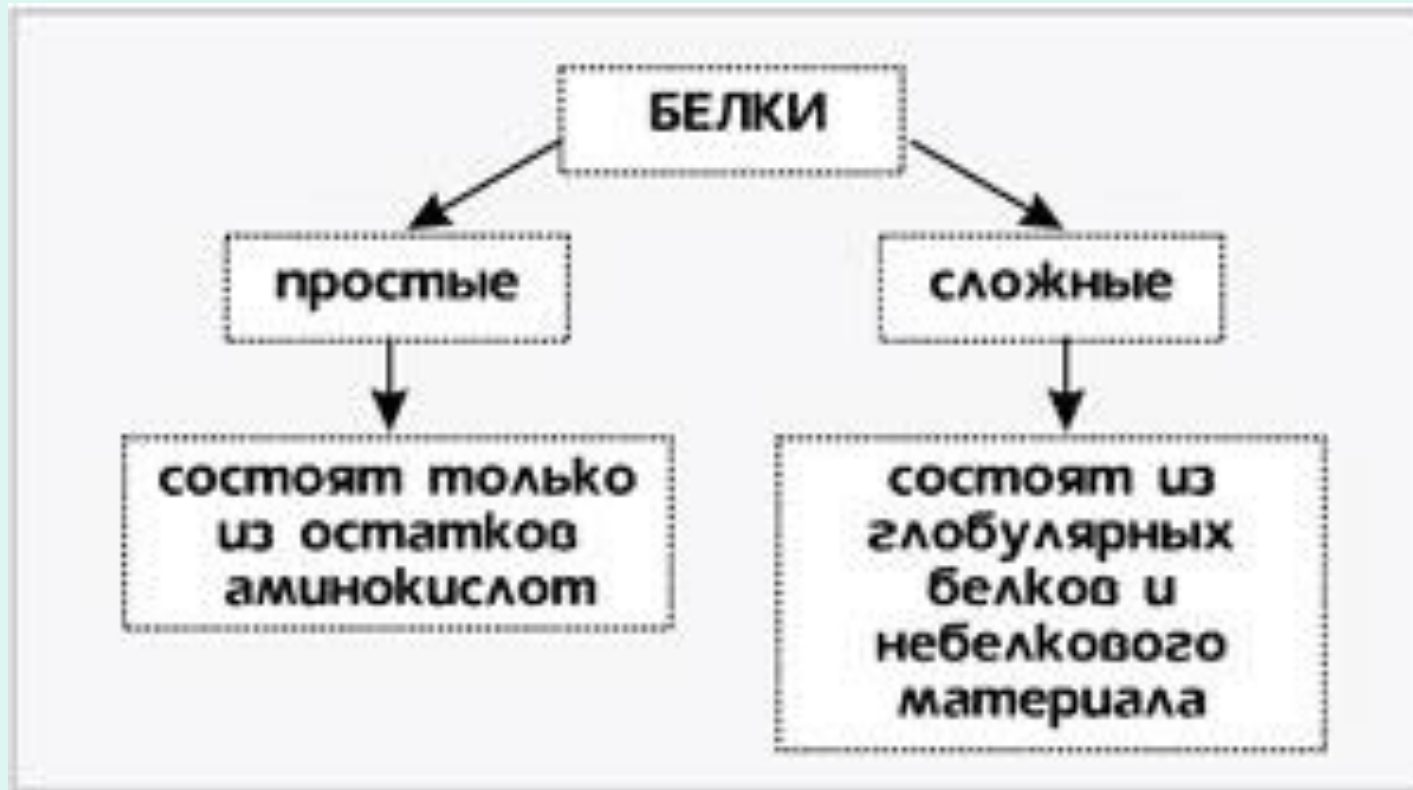 БЕЛКИ
простые
сложные
состоят только
из остатков
аминокислот
состоят из
глобулярных
белков и
небелкового
материала